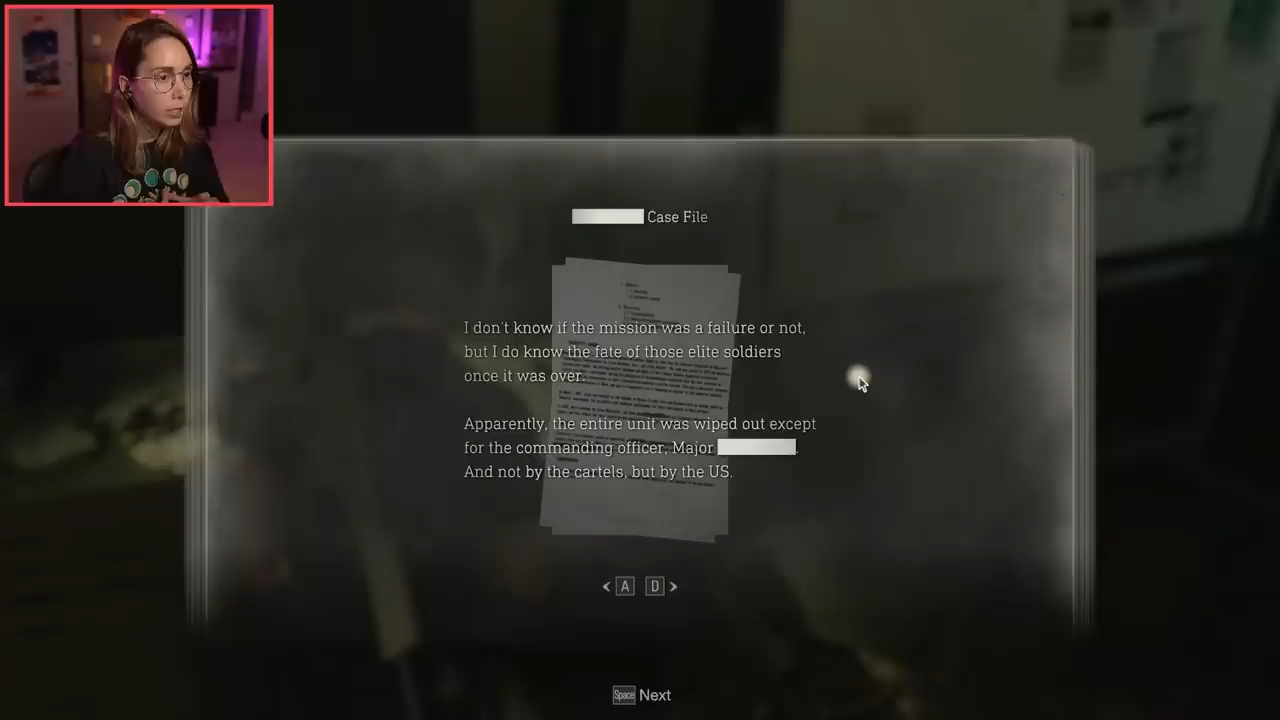 Case File
I don't know if the mission was a failure or not,
but I do know the fate of those elite soldiers
once it was over.
Apparently, the entire unit was wiped out except
for the commanding officer, Major .
And not by the cartels, but by the US.
< A D >
Space Next